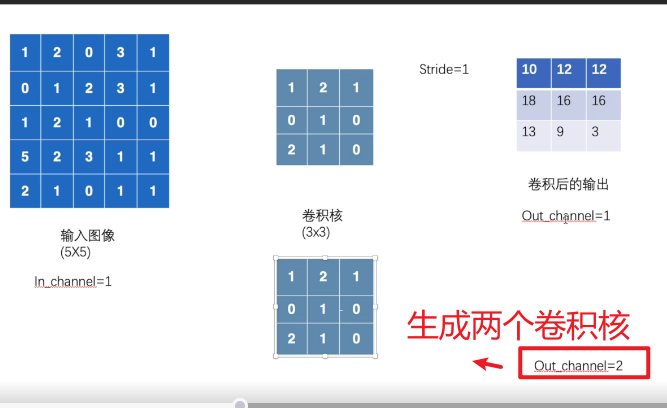 1 2 0 3 1
0 1 2 3 1
1 2 1 0 0
5 2 3 1 1
2 1 0 1 1
输入图像
(5X5)
In_channel=1
1 2 1
0 1 0
2 1 0
卷积核
(3x3)
1 2 1
0 1 0
2 1 0
Stride=1
10 12 12
18 16 16
13 9 3
卷积后的输出
Out_channel=1
生成两个卷积核
Out_channel=2